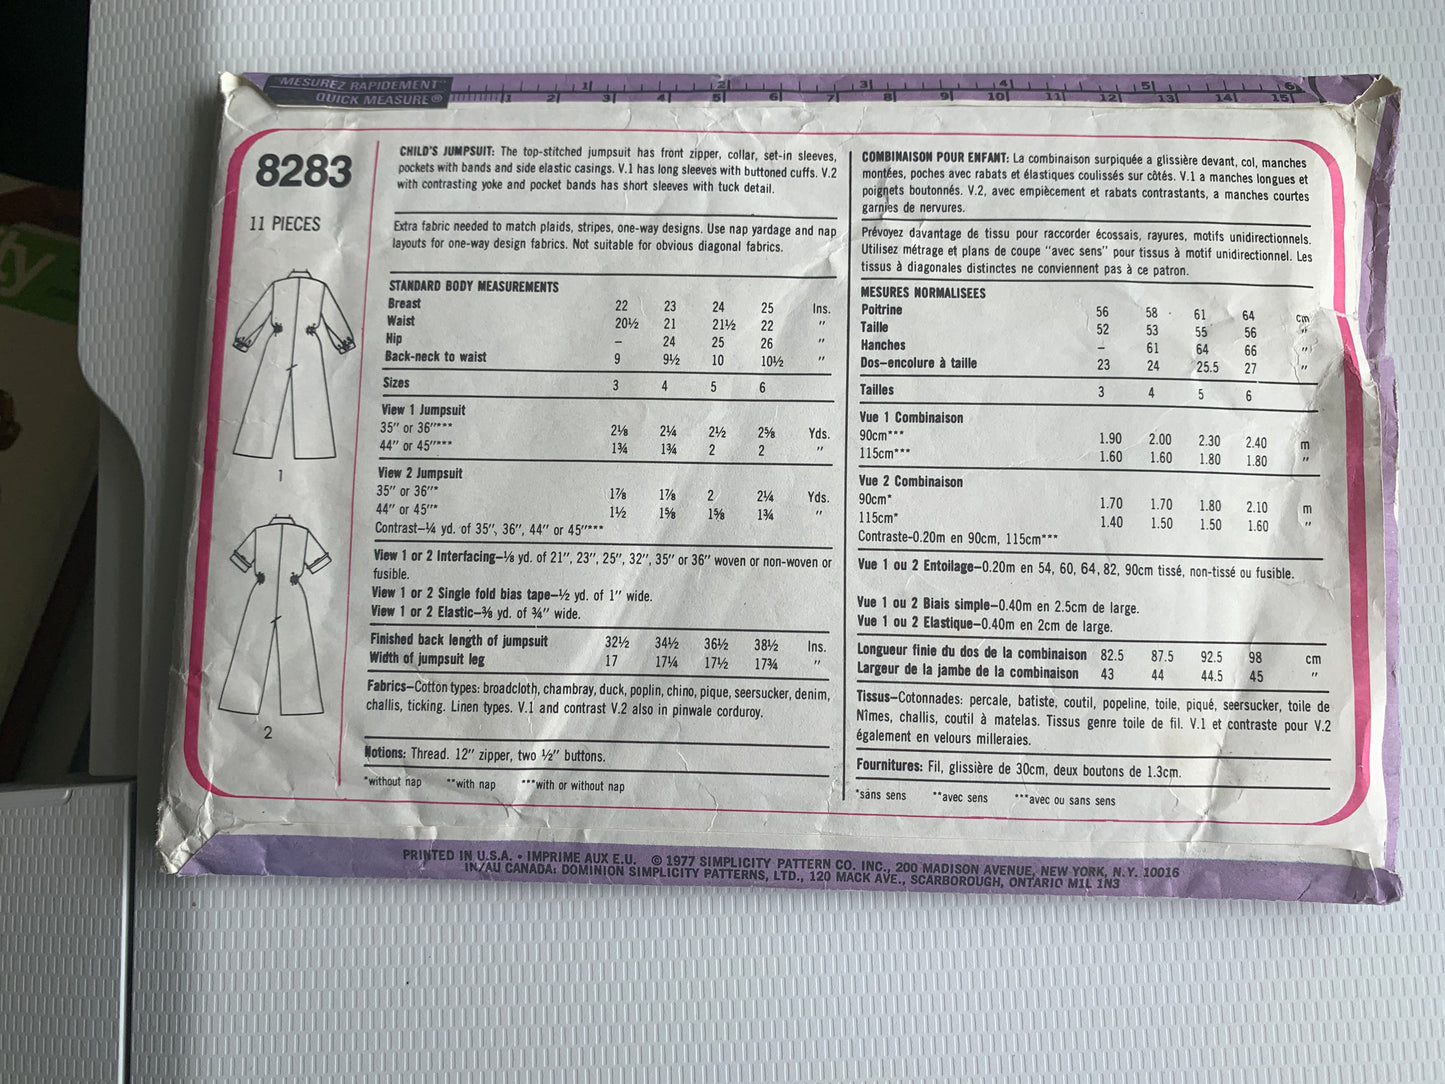 "MESUREZ RAPIDEMENT"
QUICK MEASURE®
1 2 3 4 5 6
1 2 3 4 5 6 7 8 9 10 11 12 13 14 15
8283
11 PIECES
1
2
CHILD'S JUMPSUIT: The top-stitched jumpsuit has front zipper, collar, set-in sleeves,
pockets with bands and side elastic casings. V.1 has long sleeves with buttoned cuffs. V.2
with contrasting yoke and pocket bands has short sleeves with tuck detail.
Extra fabric needed to match plaids, stripes, one-way designs. Use nap yardage and nap
layouts for one-way design fabrics. Not suitable for obvious diagonal fabrics.
STANDARD BODY MEASUREMENTS
Breast 22 23 24 25 Ins.
Waist 20½ 21 21½ 22 "
Hip – 24 25 26 "
Back-neck to waist 9 9½ 10 10½ "
Sizes 3 4 5 6
View 1 Jumpsuit
35" or 36"*** 2⅛ 2¼ 2½ 2⅝ Yds.
44" or 45"*** 1¾ 1¾ 2 2 "
View 2 Jumpsuit
35" or 36"* 1⅞ 1⅞ 2 2¼ Yds.
44" or 45"* 1½ 1⅝ 1⅝ 1¾ "
Contrast–¼ yd. of 35", 36", 44" or 45"***
View 1 or 2 Interfacing–⅛ yd. of 21", 23", 25", 32", 35" or 36" woven or non-woven or
fusible.
View 1 or 2 Single fold bias tape–½ yd. of 1" wide.
View 1 or 2 Elastic–⅜ yd. of ¾" wide.
Finished back length of jumpsuit 32½ 34½ 36½ 38½ Ins.
Width of jumpsuit leg 17 17¼ 17½ 17¾ "
Fabrics–Cotton types: broadcloth, chambray, duck, poplin, chino, pique, seersucker, denim,
challis, ticking. Linen types. V.1 and contrast V.2 also in pinwale corduroy.
Notions: Thread. 12" zipper, two ½" buttons.
*without nap **with nap ***with or without nap
COMBINAISON POUR ENFANT: La combinaison surpiquée a glissière devant, col, manches
montées, poches avec rabats et élastiques coulissés sur côtés. V.1 a manches longues et
poignets boutonnés. V.2, avec empiècement et rabats contrastants, a manches courtes
garnies de nervures.
Prévoyez davantage de tissu pour raccorder écossais, rayures, motifs unidirectionnels.
Utilisez métrage et plans de coupe "avec sens" pour tissus à motif unidirectionnel. Les
tissus à diagonales distinctes ne conviennent pas à ce patron.
MESURES NORMALISEES
Poitrine 56 58 61 64 cm
Taille 52 53 55 56 "
Hanches – 61 64 66 "
Dos–encolure à taille 23 24 25.5 27 "
Tailles 3 4 5 6
Vue 1 Combinaison
90cm*** 1.90 2.00 2.30 2.40 m
115cm*** 1.60 1.60 1.80 1.80 "
Vue 2 Combinaison
90cm* 1.70 1.70 1.80 2.10 m
115cm* 1.40 1.50 1.50 1.60 "
Contraste-0.20m en 90cm, 115cm***
Vue 1 ou 2 Entoilage–0.20m en 54, 60, 64, 82, 90cm tissé, non-tissé ou fusible.
Vue 1 ou 2 Biais simple–0.40m en 2.5cm de large.
Vue 1 ou 2 Elastique–0.40m en 2cm de large.
Longueur finie du dos de la combinaison 82.5 87.5 92.5 98 cm
Largeur de la jambe de la combinaison 43 44 44.5 45 "
Tissus–Cotonnades: percale, batiste, coutil, popeline, toile, piqué, seersucker, toile de
Nîmes, challis, coutil à matelas. Tissus genre toile de fil. V.1 et contraste pour V.2
également en velours milleraies.
Fournitures: Fil, glissière de 30cm, deux boutons de 1.3cm.
*sans sens **avec sens ***avec ou sans sens
PRINTED IN U.S.A. • IMPRIME AUX E.U. © 1977 SIMPLICITY PATTERN CO. INC., 200 MADISON AVENUE, NEW YORK, N.Y. 10016
IN/AU CANADA: DOMINION SIMPLICITY PATTERNS, LTD., 120 MACK AVE., SCARBOROUGH, ONTARIO M1L 1N3